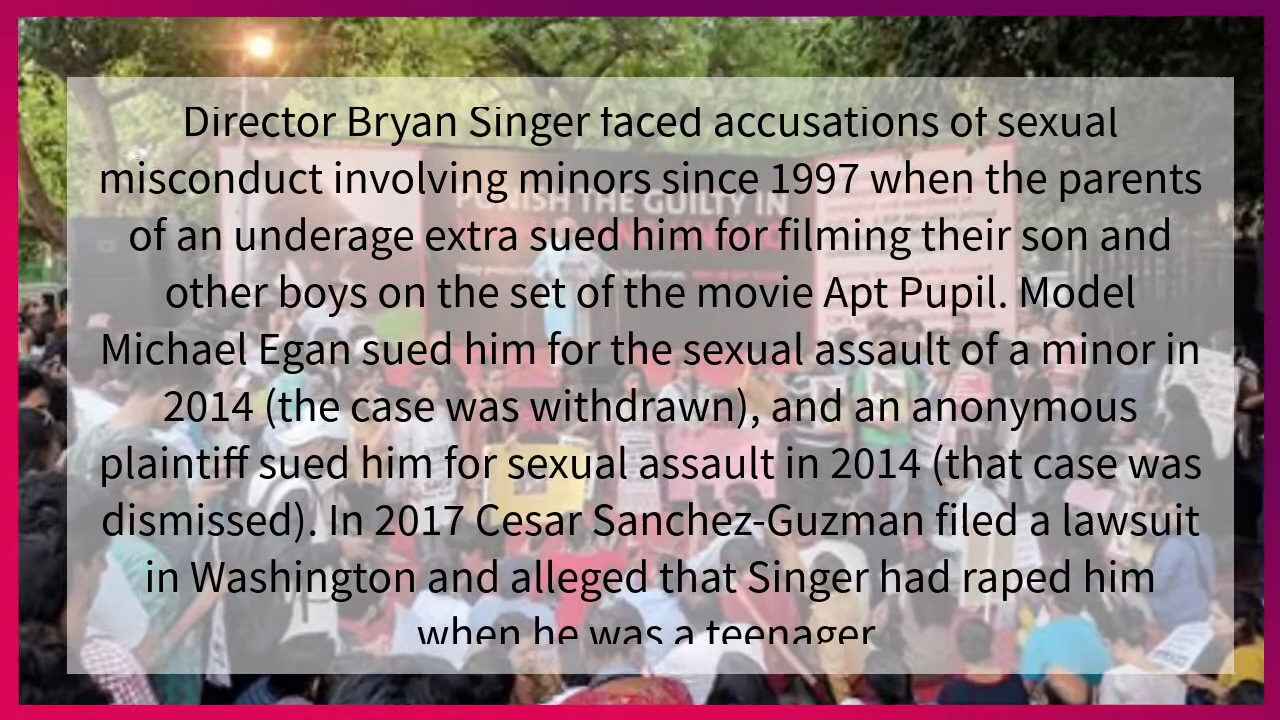 Director Bryan Singer faced accusations of sexual
misconduct involving minors since 1997 when the parents
of an underage extra sued him for filming their son and
other boys on the set of the movie Apt Pupil. Model
Michael Egan sued him for the sexual assault of a minor in
2014 (the case was withdrawn), and an anonymous
plaintiff sued him for sexual assault in 2014 (that case was
dismissed). In 2017 Cesar Sanchez-Guzman filed a lawsuit
in Washington and alleged that Singer had raped him
when he was a teenager
PUNISH THE GUILTY IN